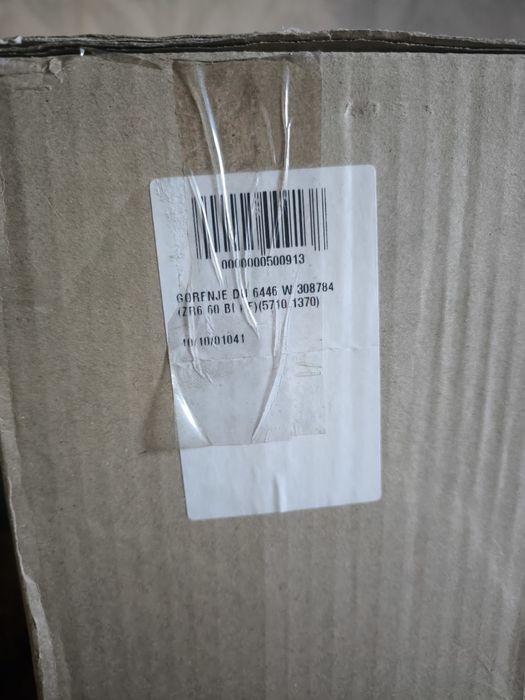 0000000500913
GORENJE DU 6446 W 308784
(ZR6 60 BI
10/10/01041